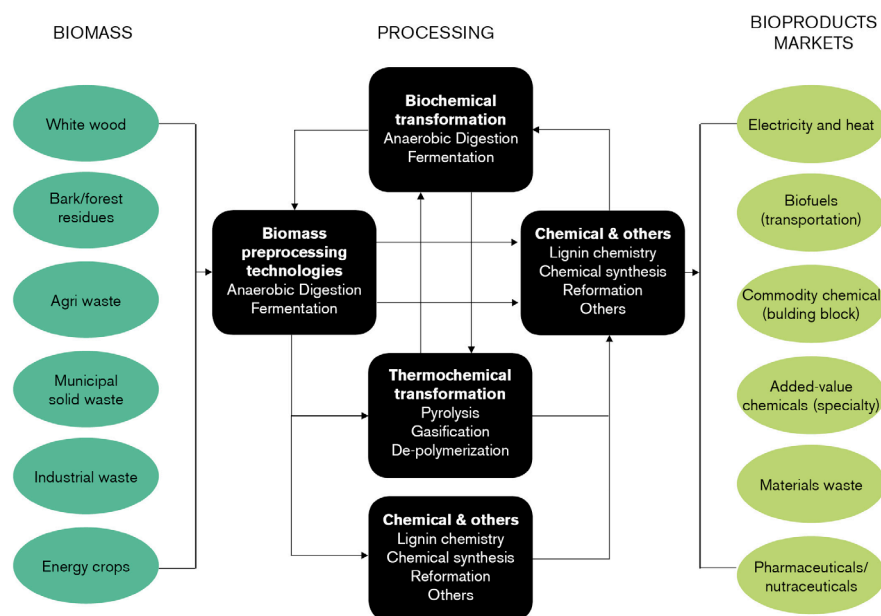 BIOMASS
PROCESSING
BIOPRODUCTS
MARKETS
White wood
Bark/forest
residues
Agri waste
Municipal
solid waste
Industrial waste
Energy crops
Biochemical
transformation
Anaerobic Digestion
Fermentation
Biomass
preprocessing
technologies
Anaerobic Digestion
Fermentation
Chemical & others
Lignin chemistry
Chemical synthesis
Reformation
Others
Thermochemical
transformation
Pyrolysis
Gasification
De-polymerization
Chemical & others
Lignin chemistry
Chemical synthesis
Reformation
Others
Electricity and heat
Biofuels
(transportation)
Commodity chemical
(bulding block)
Added-value
chemicals (specialty)
Materials waste
Pharmaceuticals/
nutraceuticals